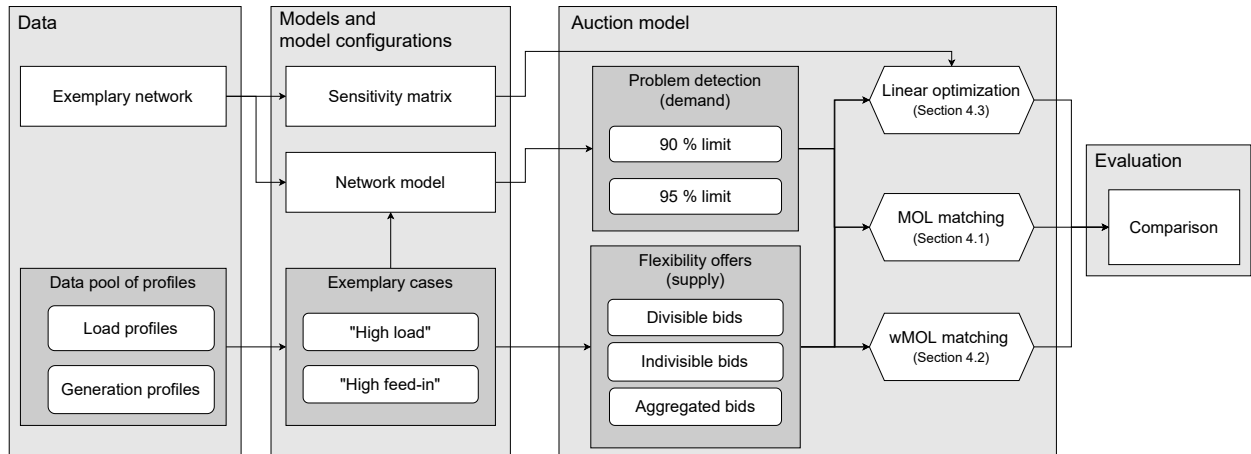 Data
Exemplary network
Data pool of profiles
Load profiles
Generation profiles
Models and
model configurations
Sensitivity matrix
Network model
Exemplary cases
"High load"
"High feed-in"
Auction model
Problem detection
(demand)
90 % limit
95 % limit
Flexibility offers
(supply)
Divisible bids
Indivisible bids
Aggregated bids
Linear optimization
(Section 4.3)
MOL matching
(Section 4.1)
wMOL matching
(Section 4.2)
Evaluation
Comparison